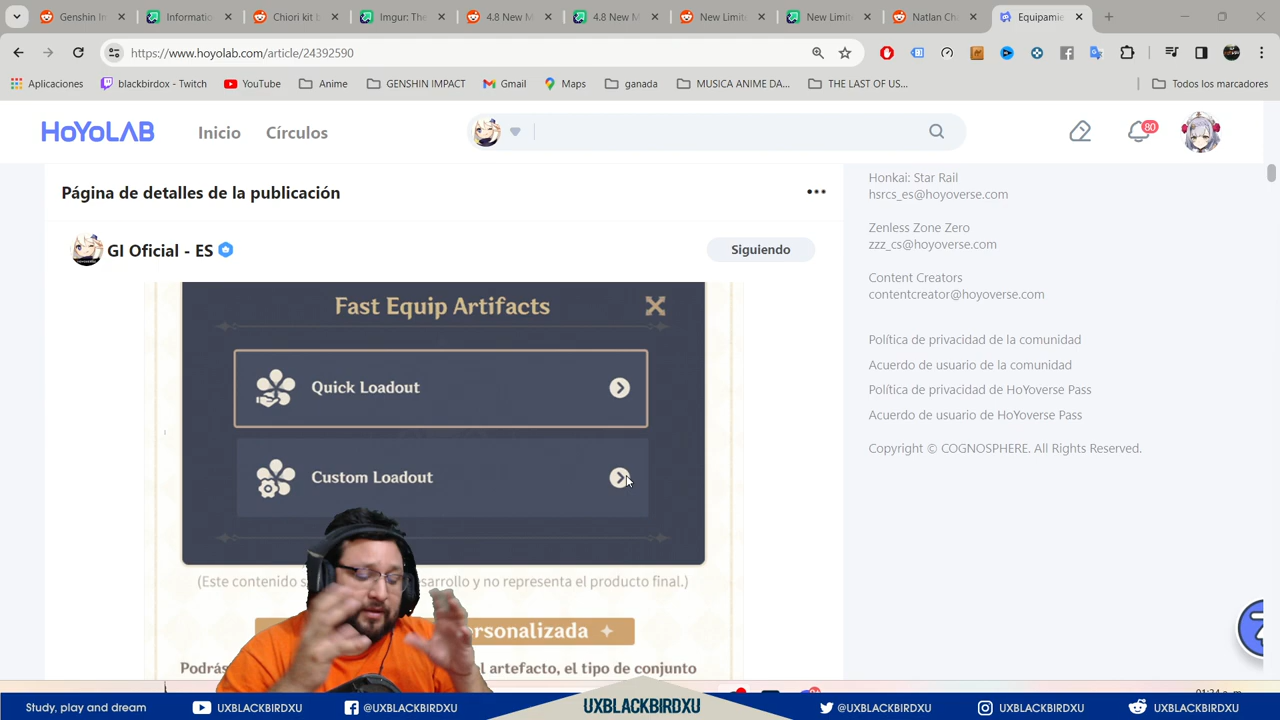 Genshin Im
Informatio
Chiori kit b
Imgur: The
4.8 New M
4.8 New M
New Limit
New Limit
Natlan Ch
Equipamie
https://www.hoyolab.com/article/24392590
Aplicaciones
blackbirdox - Twitch
YouTube
Anime
GENSHIN IMPACT
Gmail
Maps
ganada
MUSICA ANIME DA...
THE LAST OF US...
Todos los marcadores
HoYoLAB
Inicio
Círculos
80
Página de detalles de la publicación
GI Oficial - ES
Siguiendo
Fast Equip Artifacts
Quick Loadout
Custom Loadout
(Este contenido s
esarrollo y no representa el producto final.)
ersonalizada
Podrás
el artefacto, el tipo de conjunto
Honkai: Star Rail
hsrcs_es@hoyoverse.com
Zenless Zone Zero
zzz_cs@hoyoverse.com
Content Creators
contentcreator@hoyoverse.com
Política de privacidad de la comunidad
Acuerdo de usuario de la comunidad
Política de privacidad de HoYoverse Pass
Acuerdo de usuario de HoYoverse Pass
Copyright © COGNOSPHERE. All Rights Reserved.
Study, play and dream
UXBLACKBIRDXU
@UXBLACKBIRDXU
UXBLACKBIRDXU
@UXBLACKBIRDXU
UXBLACKBIRDXU
UXBLACKBIRDXU